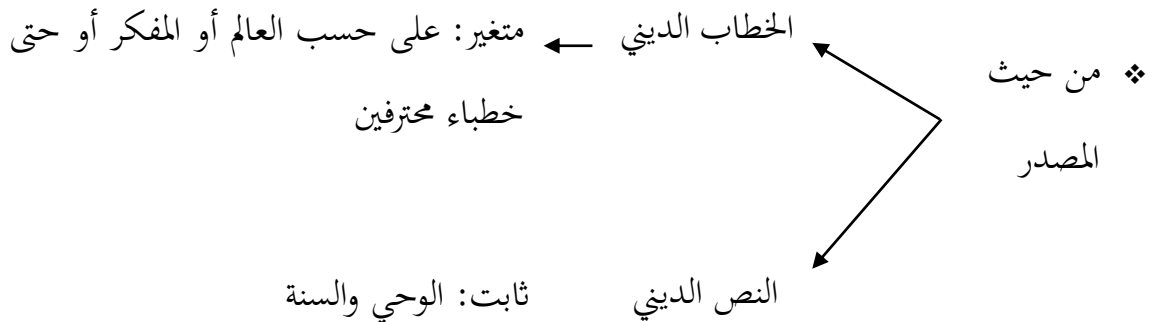 ❖ من حيث
المصدر
الخطاب الديني
متغير: على حسب العالم أو المفكر أو حتى
خطباء محترفين
النص الديني
ثابت: الوحي والسنة